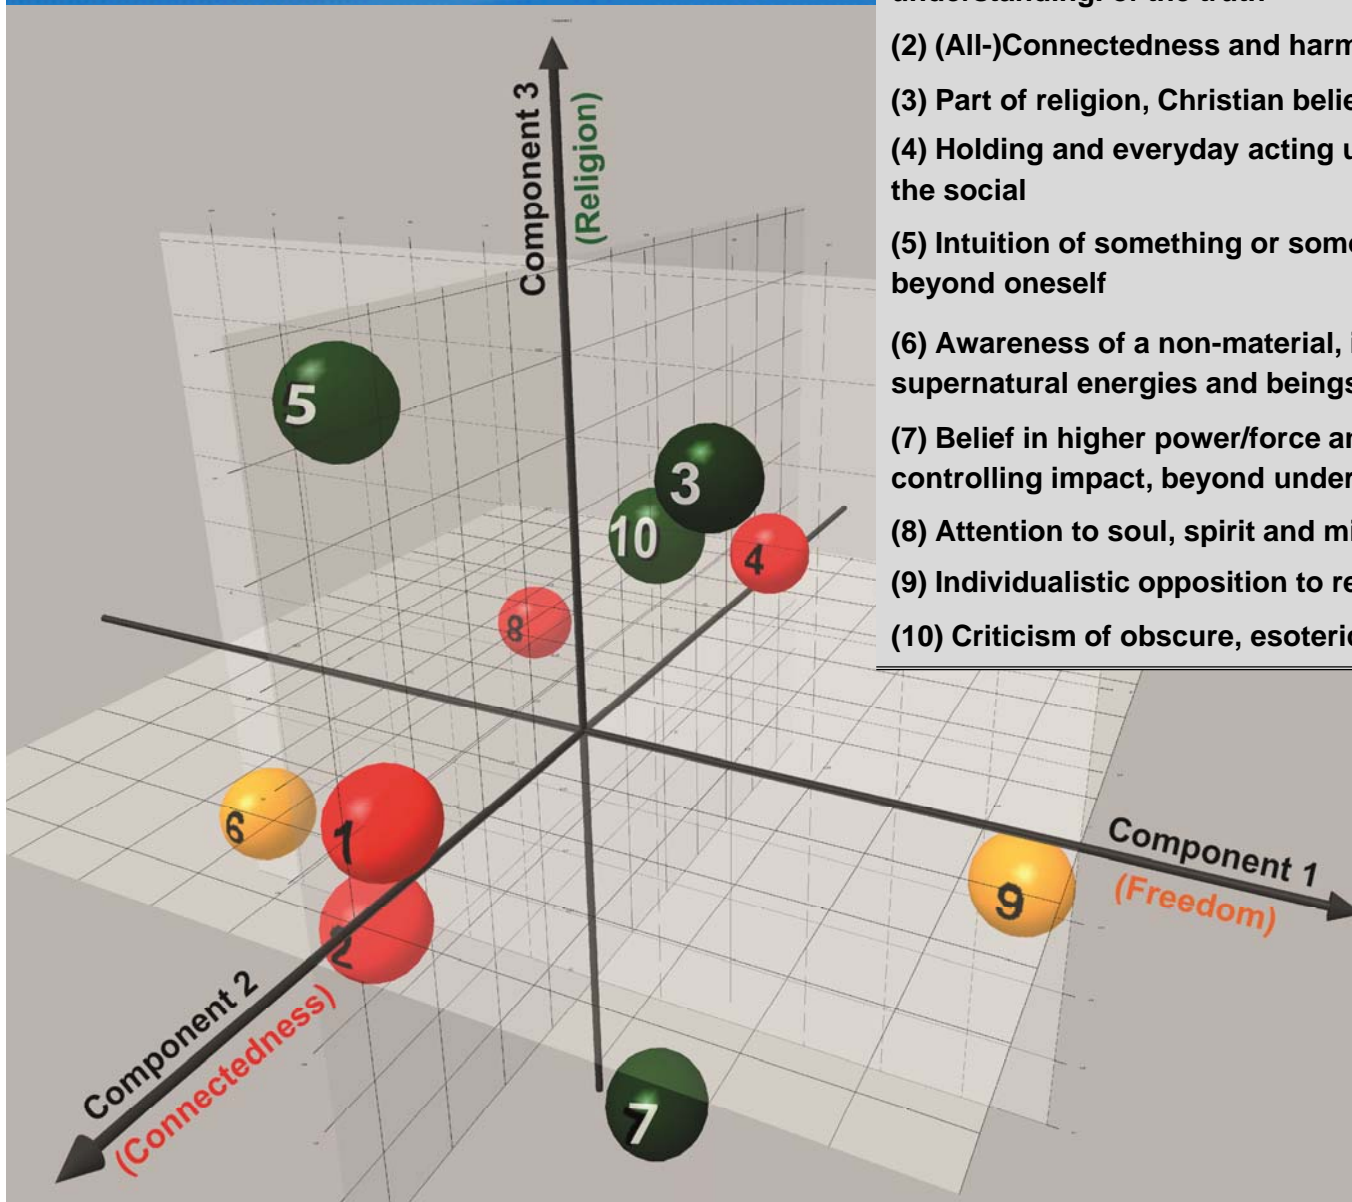 (2) (All-)Connectedness and harm
(3) Part of religion, Christian belie
(4) Holding and everyday acting u
the social
(5) Intuition of something or some
beyond oneself
(6) Awareness of a non-material, i
supernatural energies and beings
(7) Belief in higher power/force an
controlling impact, beyond under
(8) Attention to soul, spirit and mi
(9) Individualistic opposition to re
(10) Criticism of obscure, esoteric
Component 3
(Religion)
5
3
10
4
8
6
1
2
9
7
Component 1
(Freedom)
Component 2
(Connectedness)